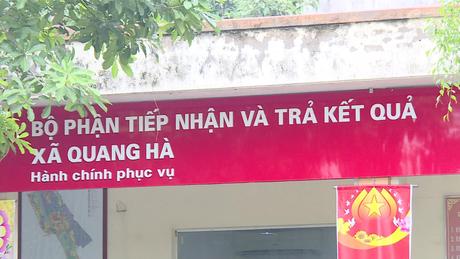 BỘ PHẬN TIẾP NHẬN VÀ TRẢ KẾT QUẢ
XÃ QUANG HÀ
Hành chính phục vụ